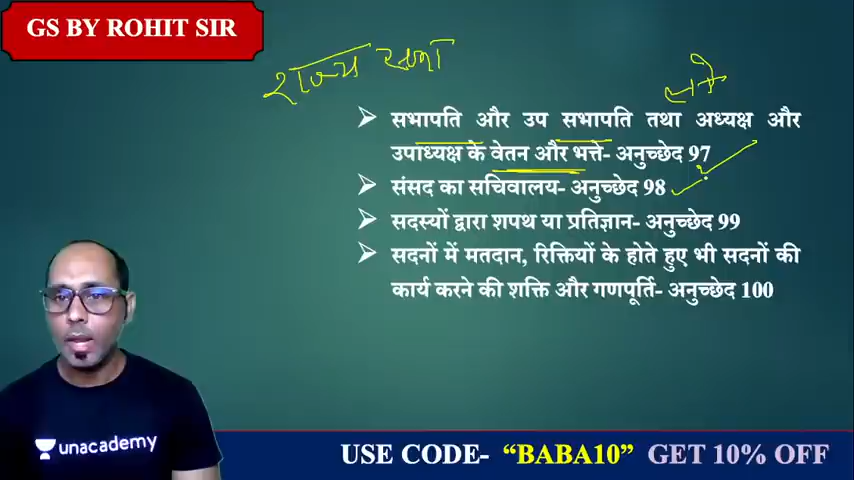 GS BY ROHIT SIR
राज्य सभा
सभापति और उप सभापति तथा अध्यक्ष और
उपाध्यक्ष के वेतन और भत्ते- अनुच्छेद 97
संसद का सचिवालय- अनुच्छेद 98
सदस्यों द्वारा शपथ या प्रतिज्ञान- अनुच्छेद 99
सदनों में मतदान, रिक्तियों के होते हुए भी सदनों की
कार्य करने की शक्ति और गणपूर्ति- अनुच्छेद 100
unacademy
USE CODE- “BABA10” GET 10% OFF